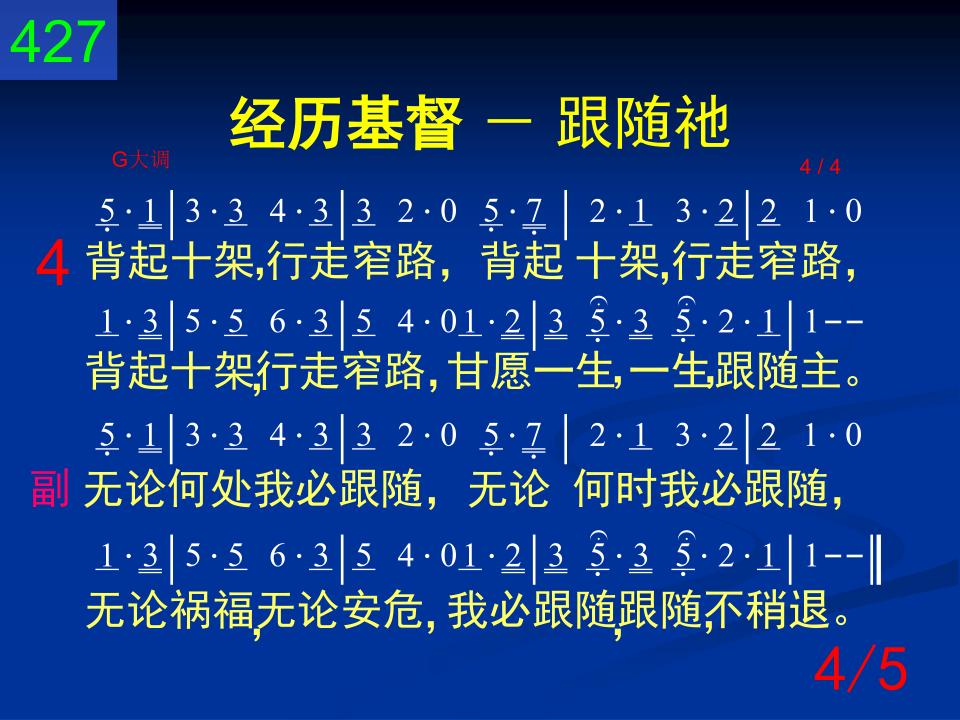 427
经历基督 － 跟随祂
G大调 4 / 4
5 · 1 | 3 · 3 4 · 3 | 3 2 · 0 5 · 7 | 2 · 1 3 · 2 | 2 1 · 0
4 背起十架,行走窄路, 背起 十架,行走窄路,
1 · 3 | 5 · 5 6 · 3 | 5 4 · 0 1 · 2 | 3 5 · 3 5 · 2 · 1 | 1 − −
背起十架,行走窄路, 甘愿一生,一生,跟随主。
5 · 1 | 3 · 3 4 · 3 | 3 2 · 0 5 · 7 | 2 · 1 3 · 2 | 2 1 · 0
副 无论何处我必跟随, 无论 何时我必跟随,
1 · 3 | 5 · 5 6 · 3 | 5 4 · 0 1 · 2 | 3 5 · 3 5 · 2 · 1 | 1 − − ‖
无论祸福,无论安危, 我必跟随,跟随,不稍退。
4/5